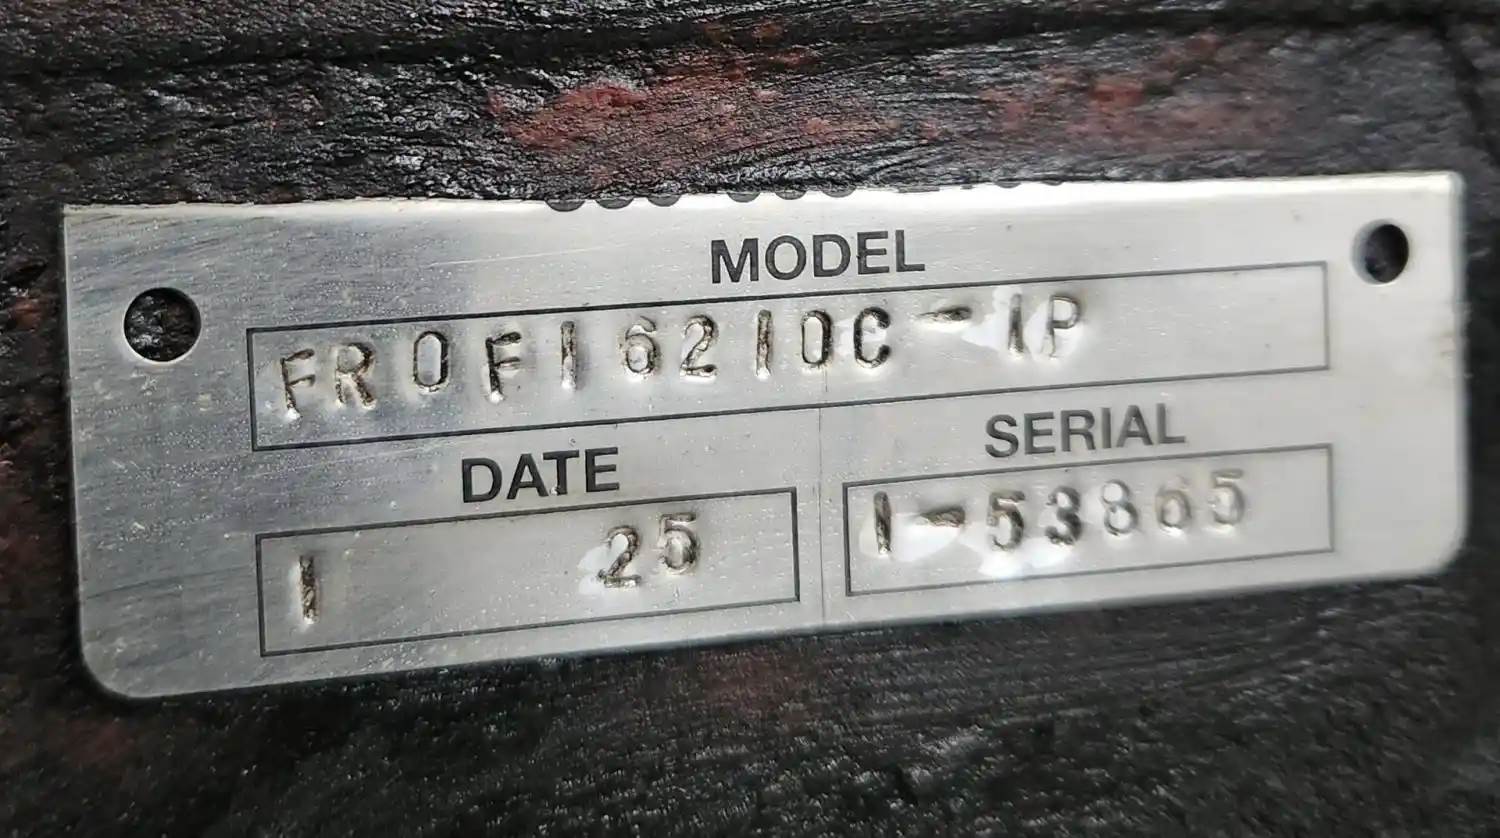 MODEL
FROF16210C-1P
DATE SERIAL
1 25 1-53865